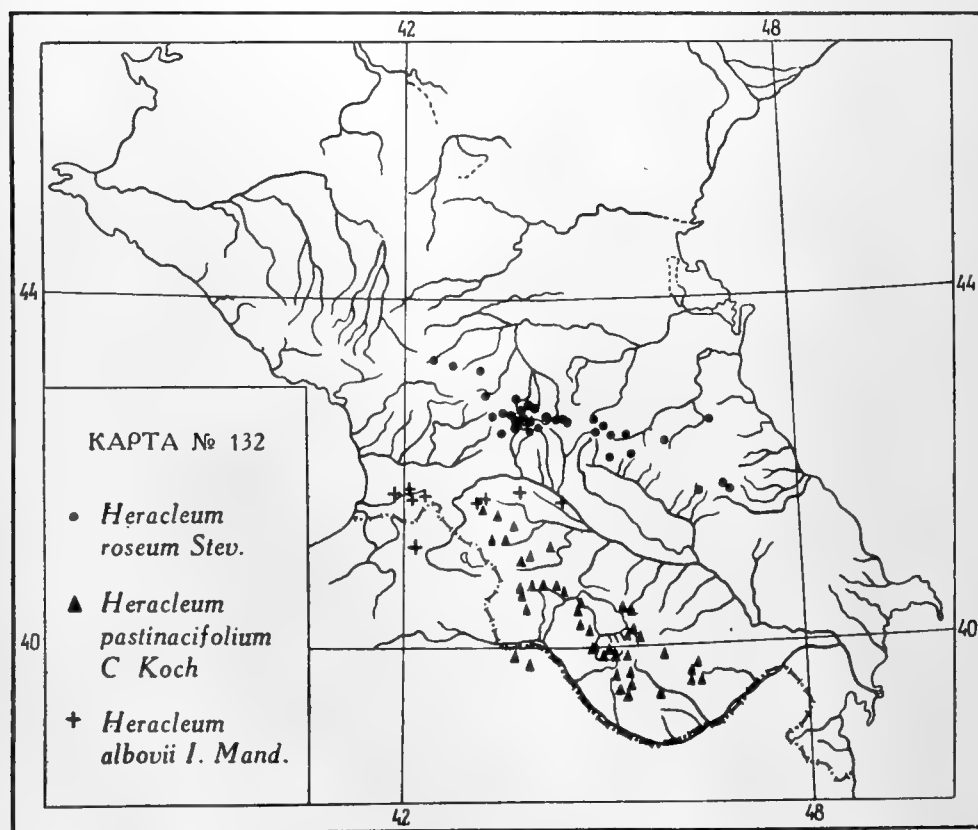 42 48
44 44
КАРТА № 132
Heracleum
roseum Stev.
Heracleum
pastinacifolium
C Koch
40
Heracleum
albovii I. Mand.
42 48